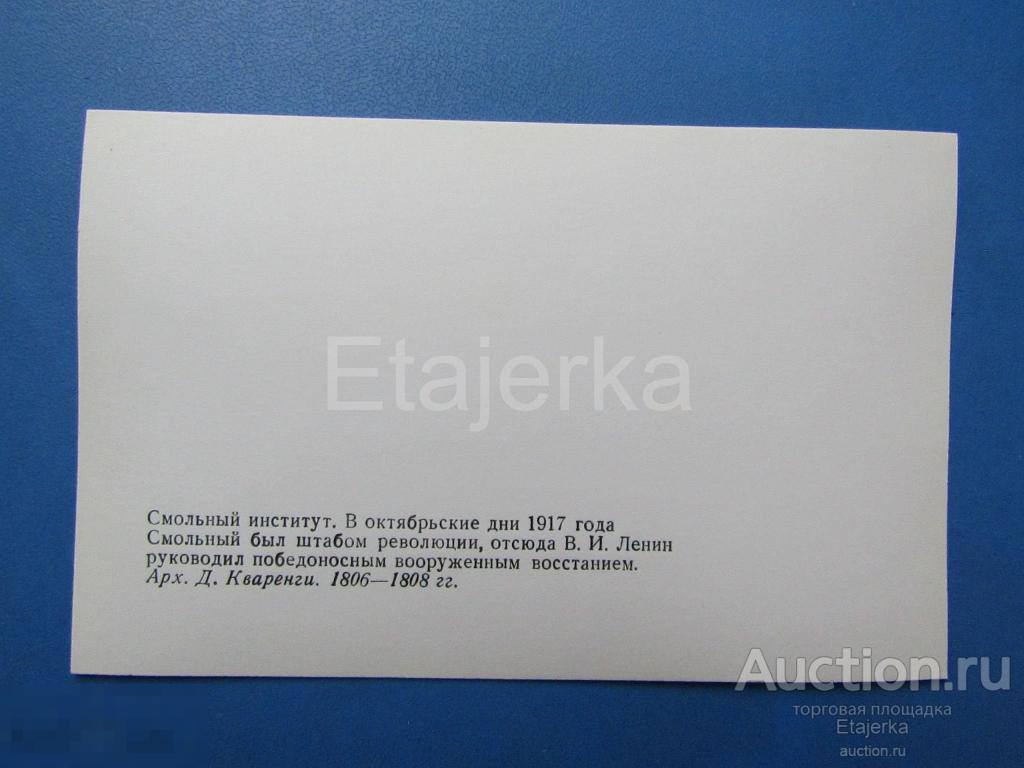 Etajerka
Смольный институт. В октябрьские дни 1917 года
Смольный был штабом революции, отсюда В. И. Ленин
руководил победоносным вооруженным восстанием.
Арх. Д. Кваренги. 1806—1808 гг.
Auction.ru
торговая площадка
Etajerka
auction.ru